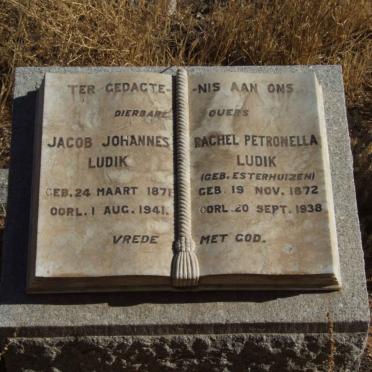 TER GEDAGTE-NIS AAN ONS
DIERBARE OUERS
JACOB JOHANNES
LUDIK
GEB. 24 MAART 1871
OORL. 1 AUG. 1941.
RACHEL PETRONELLA
LUDIK
(GEB. ESTERHUIZEN)
GEB. 19 NOV. 1872
OORL. 20 SEPT. 1938.
VREDE MET GOD.